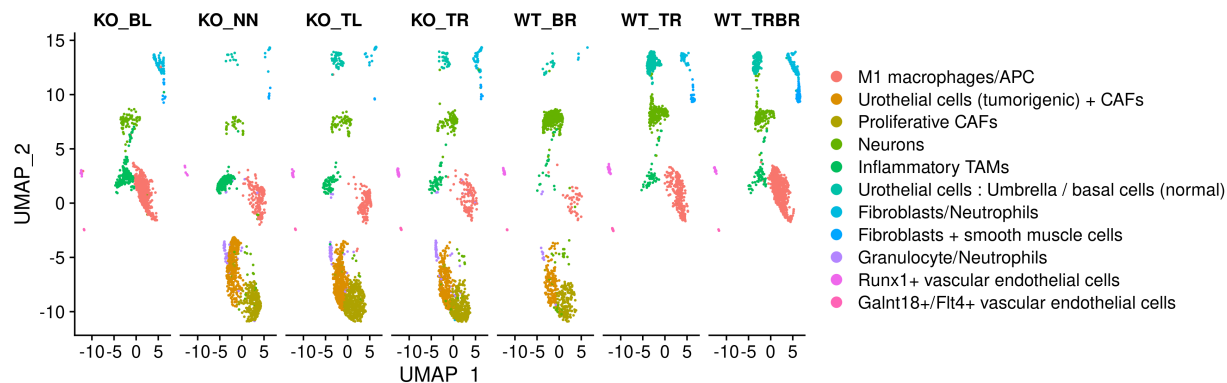 KO_BL KO_NN KO_TL KO_TR WT_BR WT_TR WT_TRBR
15
10
5
0
-5
-10
UMAP_2
-10 -5 0 5 -10 -5 0 5 -10 -5 0 5 -10 -5 0 5 -10 -5 0 5 -10 -5 0 5 -10 -5 0 5
UMAP_1
M1 macrophages/APC
Urothelial cells (tumorigenic) + CAFs
Proliferative CAFs
Neurons
Inflammatory TAMs
Urothelial cells : Umbrella / basal cells (normal)
Fibroblasts/Neutrophils
Fibroblasts + smooth muscle cells
Granulocyte/Neutrophils
Runx1+ vascular endothelial cells
Galnt18+/Flt4+ vascular endothelial cells